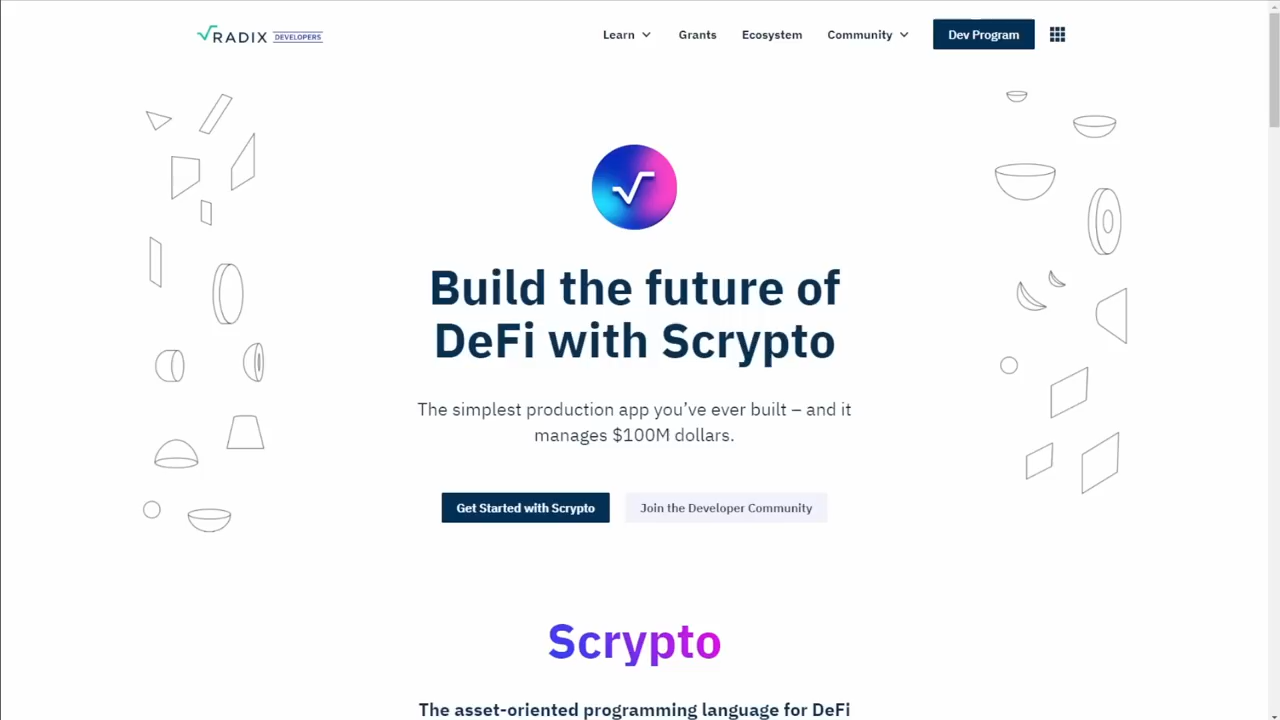 RADIX DEVELOPERS
Learn
Grants
Ecosystem
Community
Dev Program
Build the future of
DeFi with Scrypto
The simplest production app you’ve ever built – and it
manages $100M dollars.
Get Started with Scrypto
Join the Developer Community
Scrypto
The asset-oriented programming language for DeFi